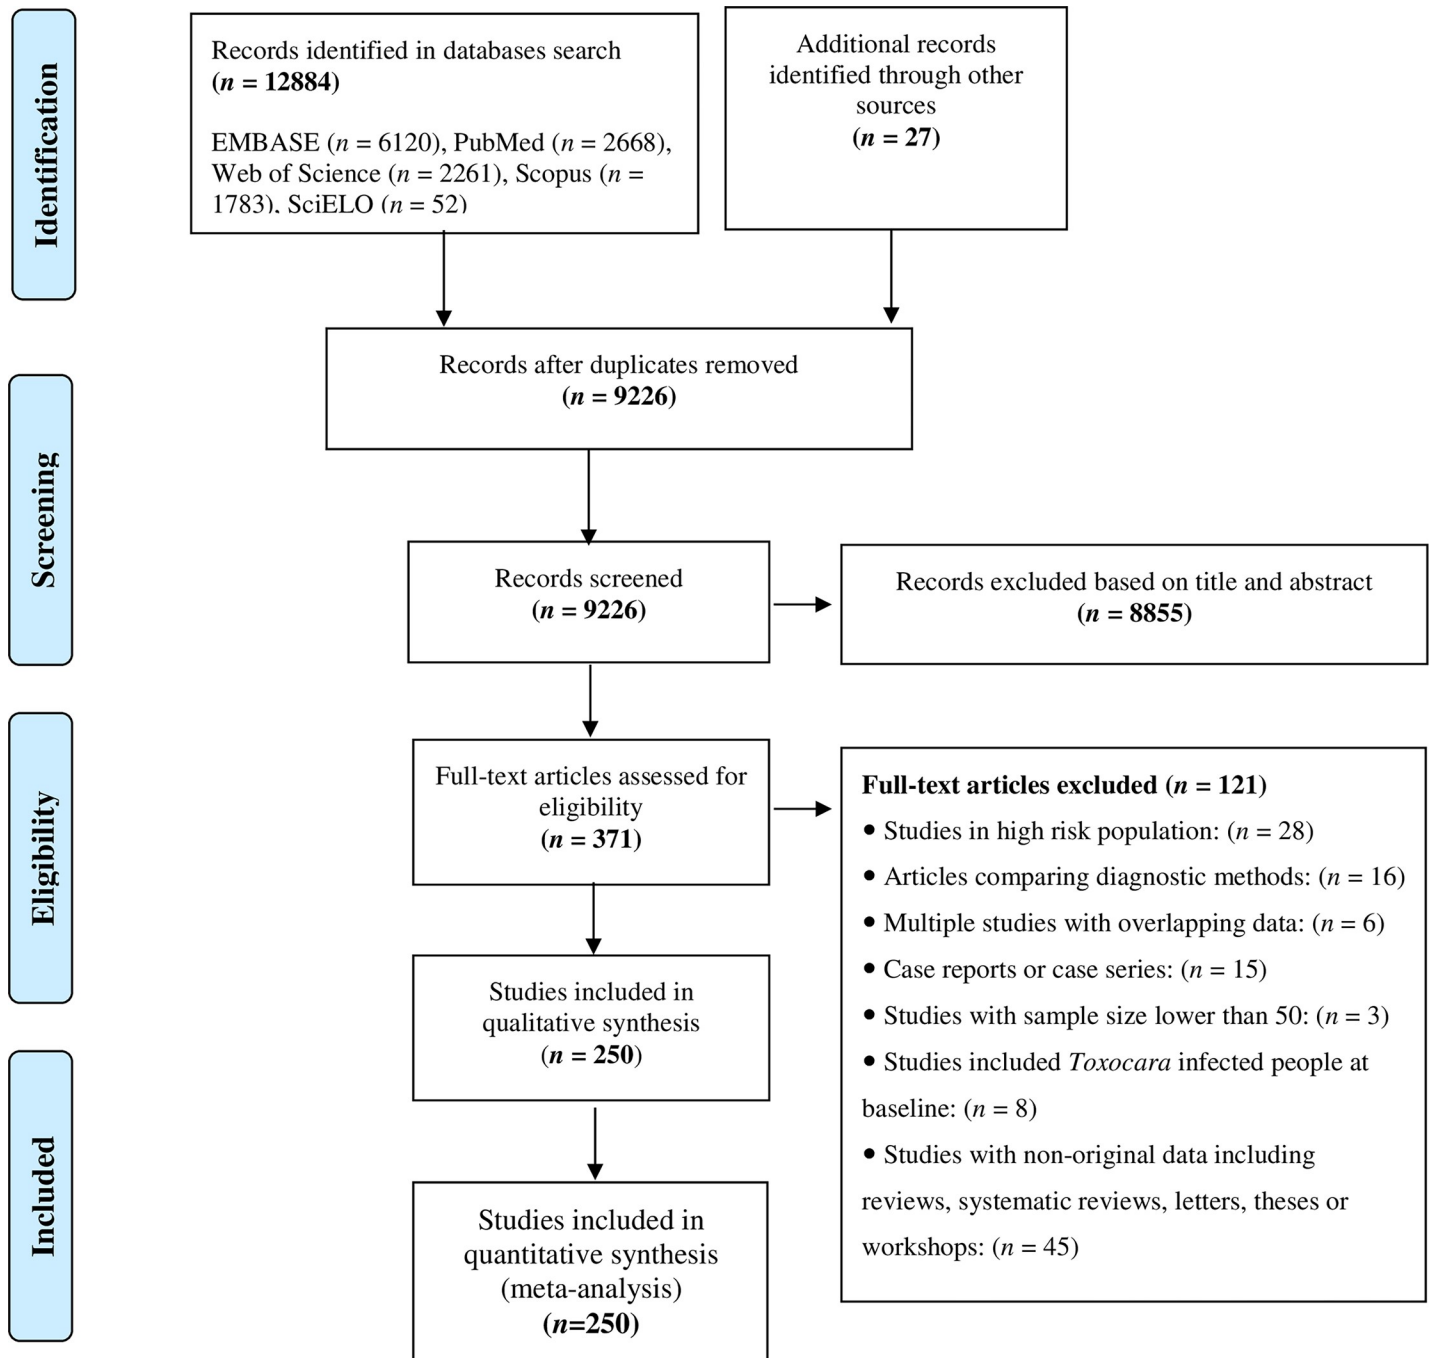 Identification
Records identified in databases search
(n = 12884)
EMBASE (n = 6120), PubMed (n = 2668),
Web of Science (n = 2261), Scopus (n =
1783), SciELO (n = 52)
Additional records
identified through other
sources
(n = 27)
Records after duplicates removed
(n = 9226)
Screening
Records screened
(n = 9226)
Records excluded based on title and abstract
(n = 8855)
Eligibility
Full-text articles assessed for
eligibility
(n = 371)
Full-text articles excluded (n = 121)
• Studies in high risk population: (n = 28)
• Articles comparing diagnostic methods: (n = 16)
• Multiple studies with overlapping data: (n = 6)
• Case reports or case series: (n = 15)
• Studies with sample size lower than 50: (n = 3)
• Studies included Toxocara infected people at
baseline: (n = 8)
• Studies with non-original data including
reviews, systematic reviews, letters, theses or
workshops: (n = 45)
Studies included in
qualitative synthesis
(n = 250)
Included
Studies included in
quantitative synthesis
(meta-analysis)
(n=250)